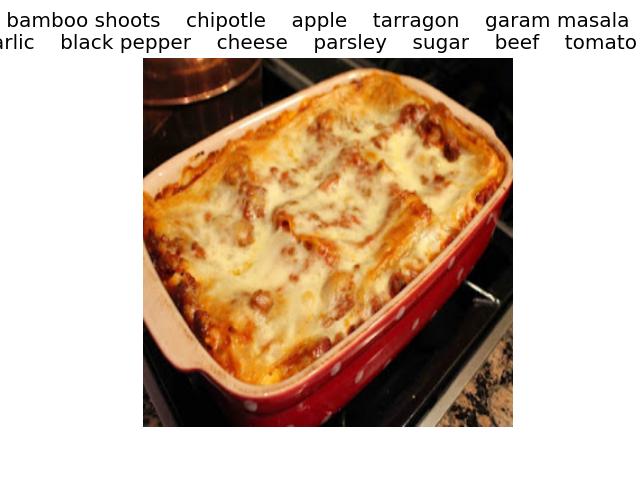 bamboo shoots chipotle apple tarragon garam masala
arlic black pepper cheese parsley sugar beef tomato